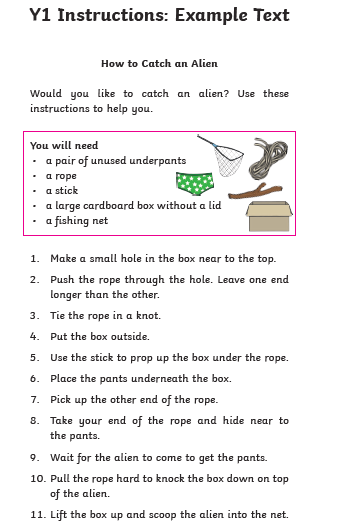 Y1 Instructions: Example Text
How to Catch an Alien
Would you like to catch an alien? Use these
instructions to help you.
You will need
• a pair of unused underpants
• a rope
• a stick
• a large cardboard box without a lid
• a fishing net
1. Make a small hole in the box near to the top.
2. Push the rope through the hole. Leave one end
longer than the other.
3. Tie the rope in a knot.
4. Put the box outside.
5. Use the stick to prop up the box under the rope.
6. Place the pants underneath the box.
7. Pick up the other end of the rope.
8. Take your end of the rope and hide near to
the pants.
9. Wait for the alien to come to get the pants.
10. Pull the rope hard to knock the box down on top
of the alien.
11. Lift the box up and scoop the alien into the net.